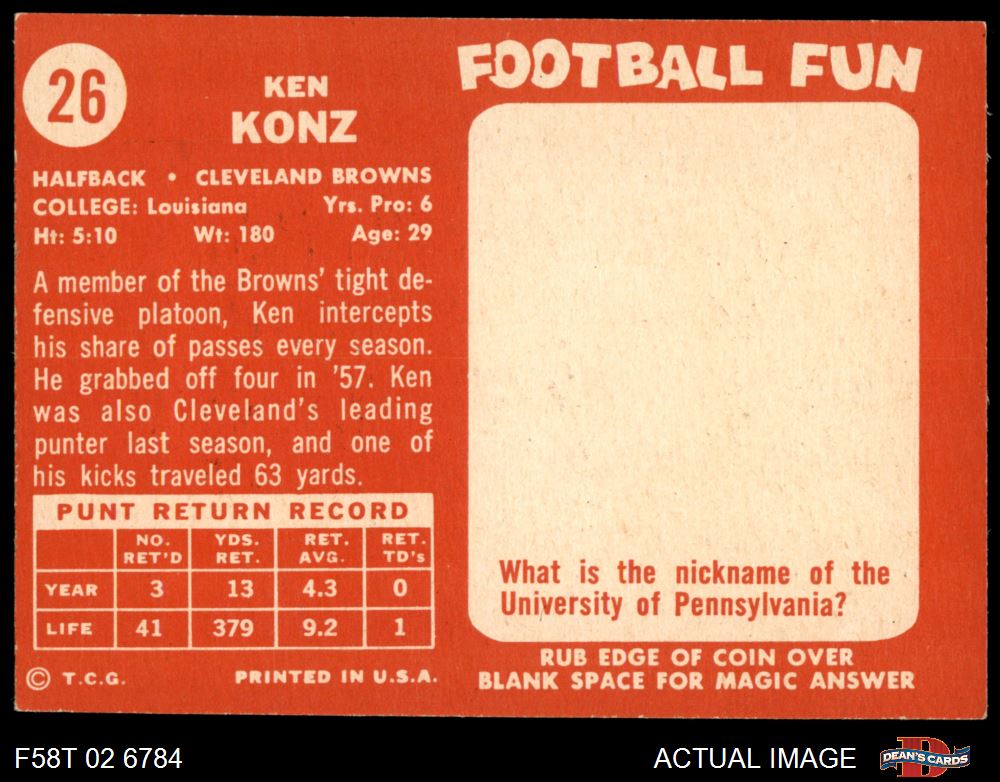 26
KEN
KONZ
HALFBACK • CLEVELAND BROWNS
COLLEGE: Louisiana Yrs. Pro: 6
Ht: 5:10 Wt: 180 Age: 29
A member of the Browns' tight de-
fensive platoon, Ken intercepts
his share of passes every season.
He grabbed off four in '57. Ken
was also Cleveland's leading
punter last season, and one of
his kicks traveled 63 yards.
PUNT RETURN RECORD
NO. RET'D YDS. RET. RET. AVG. RET. TD's
YEAR 3 13 4.3 0
LIFE 41 379 9.2 1
© T.C.G. PRINTED IN U.S.A.
FOOTBALL FUN
What is the nickname of the
University of Pennsylvania?
RUB EDGE OF COIN OVER
BLANK SPACE FOR MAGIC ANSWER
F58T 02 6784 ACTUAL IMAGE DEAN'S CARDS